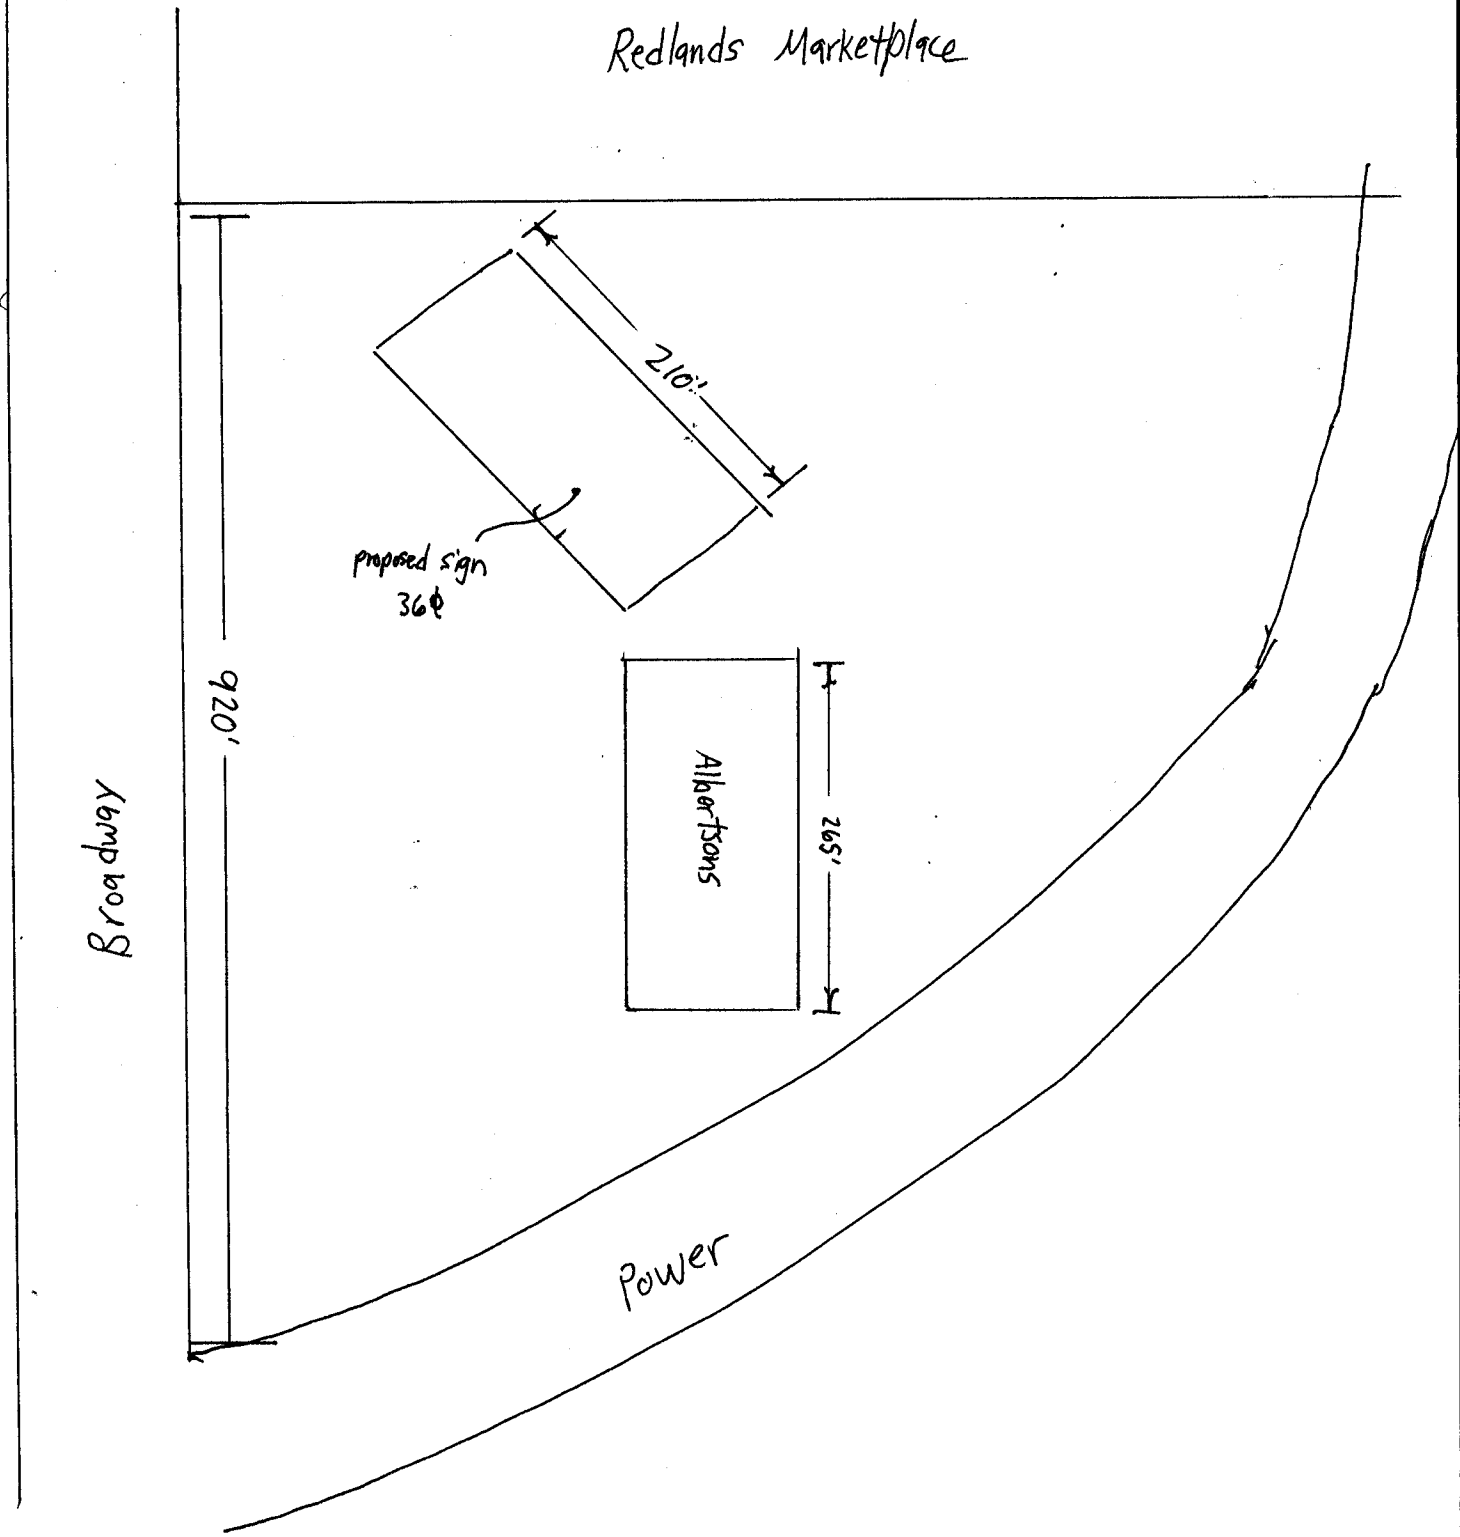 Redlands Marketplace
210'
proposed sign
36⌀
920'
Albertsons
265'
Broadway
Power